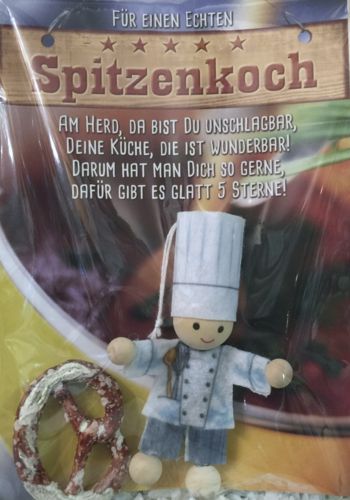 FÜR EINEN ECHTEN
Spitzenkoch
AM HERD, DA BIST DU UNSCHLAGBAR,
DEINE KÜCHE, DIE IST WUNDERBAR!
DARUM HAT MAN DICH SO GERNE,
DAFÜR GIBT ES GLATT 5 STERNE!